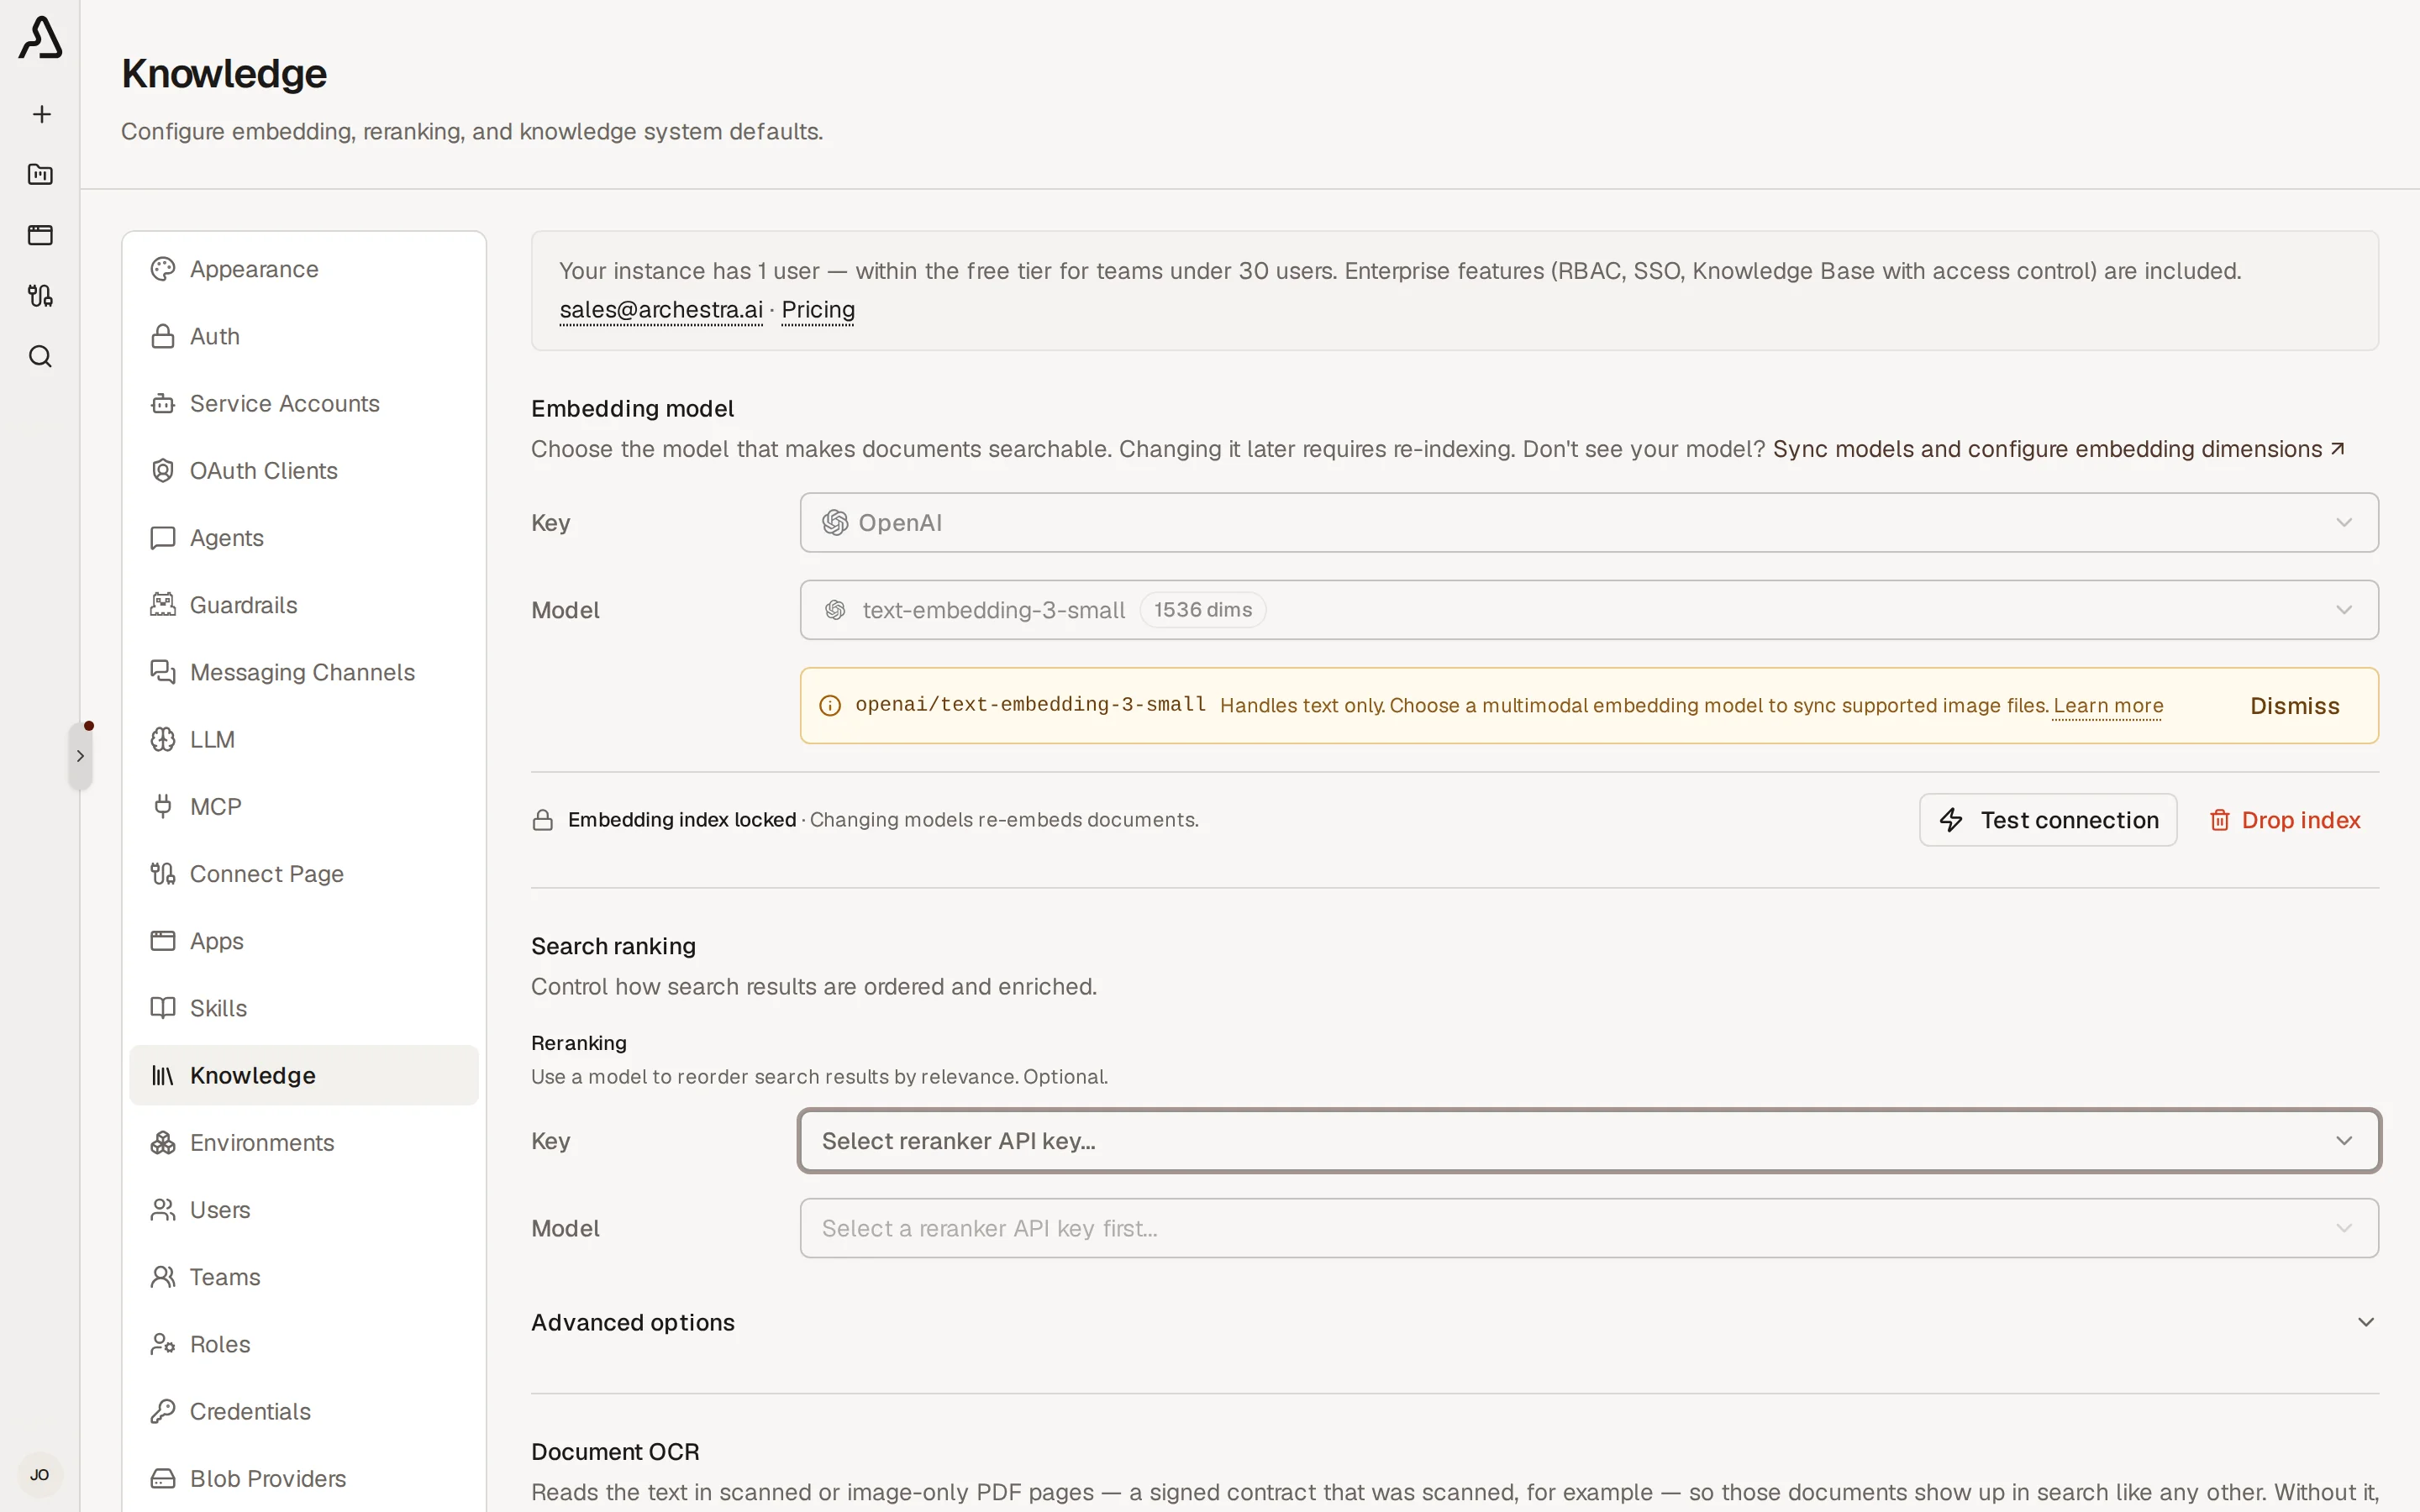 Knowledge
Configure embedding, reranking, and knowledge system defaults.
Appearance
Auth
Service Accounts
OAuth Clients
Agents
Guardrails
Messaging Channels
LLM
MCP
Connect Page
Apps
Skills
Knowledge
Environments
Users
Teams
Roles
Credentials
Blob Providers
JO
Your instance has 1 user — within the free tier for teams under 30 users. Enterprise features (RBAC, SSO, Knowledge Base with access control) are included.
sales@archestra.ai · Pricing
Embedding model
Choose the model that makes documents searchable. Changing it later requires re-indexing. Don't see your model? Sync models and configure embedding dimensions
Key
OpenAI
Model
text-embedding-3-small 1536 dims
openai/text-embedding-3-small Handles text only. Choose a multimodal embedding model to sync supported image files. Learn more Dismiss
Embedding index locked · Changing models re-embeds documents.
Test connection
Drop index
Search ranking
Control how search results are ordered and enriched.
Reranking
Use a model to reorder search results by relevance. Optional.
Key
Select reranker API key...
Model
Select a reranker API key first...
Advanced options
Document OCR
Reads the text in scanned or image-only PDF pages — a signed contract that was scanned, for example — so those documents show up in search like any other. Without it,